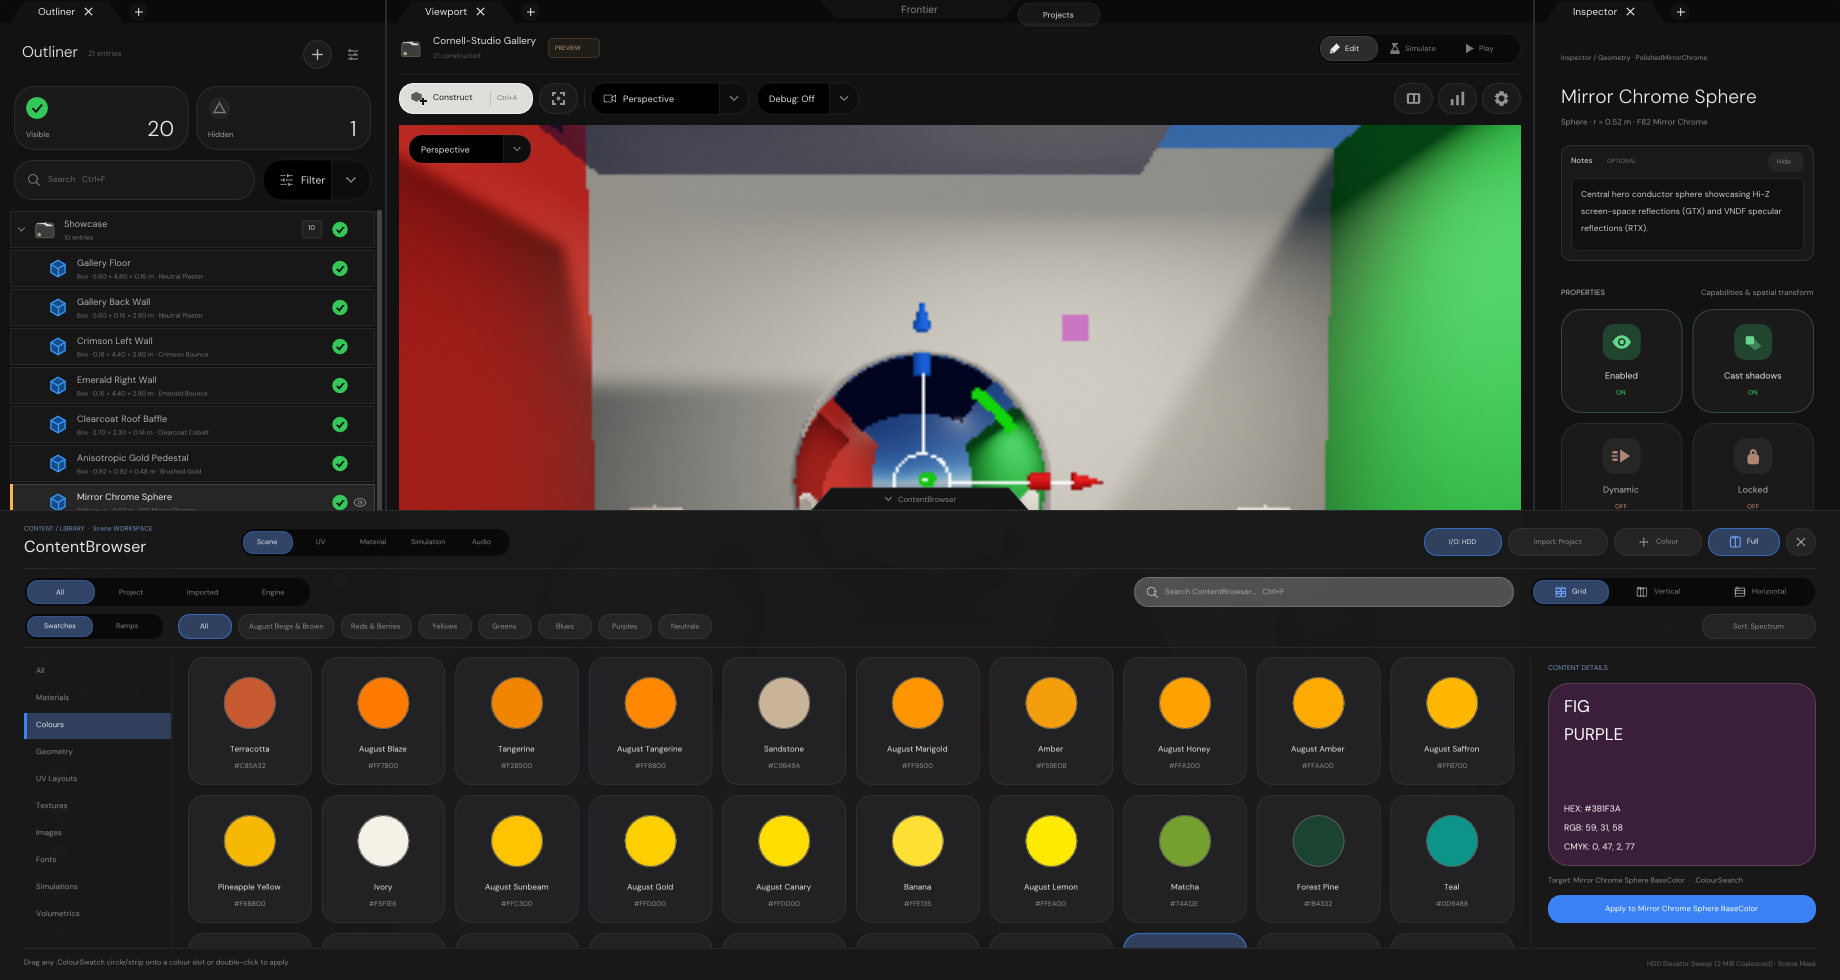 Outliner
Viewport
Frontier
Projects
Inspector
Outliner
21 entries
Visible
20
Hidden
1
Search Ctrl+F
Filter
Showcase
10 entries
10
Gallery Floor
Box · 5.60 × 4.80 × 0.16 m · Neutral Plaster
Gallery Back Wall
Box · 5.60 × 0.16 × 2.90 m · Neutral Plaster
Crimson Left Wall
Box · 0.16 × 4.40 × 2.90 m · Crimson Bounce
Emerald Right Wall
Box · 0.16 × 4.40 × 2.90 m · Emerald Bounce
Clearcoat Roof Baffle
Box · 2.70 × 2.30 × 0.14 m · Clearcoat Cobalt
Anisotropic Gold Pedestal
Box · 0.92 × 0.92 × 0.48 m · Brushed Gold
Mirror Chrome Sphere
Cornell-Studio Gallery
21 constructed
PREVIEW
Edit
Simulate
Play
Construct
Ctrl+A
Perspective
Debug: Off
Perspective
ContentBrowser
Inspector / Geometry · PolishedMirrorChrome
Mirror Chrome Sphere
Sphere · r = 0.52 m · F82 Mirror Chrome
Notes
OPTIONAL
Hide
Central hero conductor sphere showcasing Hi-Z
screen-space reflections (GTX) and VNDF specular
reflections (RTX).
PROPERTIES
Capabilities & spatial transform
Enabled
ON
Cast shadows
ON
Dynamic
OFF
Locked
OFF
CONTENT / LIBRARY · Scene WORKSPACE
ContentBrowser
Scene
UV
Material
Simulation
Audio
I/O: HDD
Import: Project
Colour
Full
All
Project
Imported
Engine
Search ContentBrowser... Ctrl+F
Grid
Vertical
Horizontal
Swatches
Ramps
All
August Beige & Brown
Reds & Berries
Yellows
Greens
Blues
Purples
Neutrals
Sort: Spectrum
All
Materials
Colours
Geometry
UV Layouts
Textures
Images
Fonts
Simulations
Volumetrics
Terracotta
#C85A32
August Blaze
#FF7B00
Tangerine
#F28500
August Tangerine
#FF8800
Sandstone
#C9B49A
August Marigold
#FF9500
Amber
#F59E0B
August Honey
#FFA200
August Amber
#FFAA00
August Saffron
#FFB700
Pineapple Yellow
#F6B800
Ivory
#F5F1E6
August Sunbeam
#FFC300
August Gold
#FFD000
August Canary
#FFDD00
Banana
#FFE135
August Lemon
#FFEA00
Matcha
#74A12E
Forest Pine
#1B4332
Teal
#0D9488
CONTENT DETAILS
FIG
PURPLE
HEX: #3B1F3A
RGB: 59, 31, 58
CMYK: 0, 47, 2, 77
Target: Mirror Chrome Sphere BaseColor · .ColourSwatch
Apply to Mirror Chrome Sphere BaseColor
Drag any .ColourSwatch circle/strip onto a colour slot or double-click to apply
HDD Elevator Sweep (2 MiB Coalesced) · Scene Mask